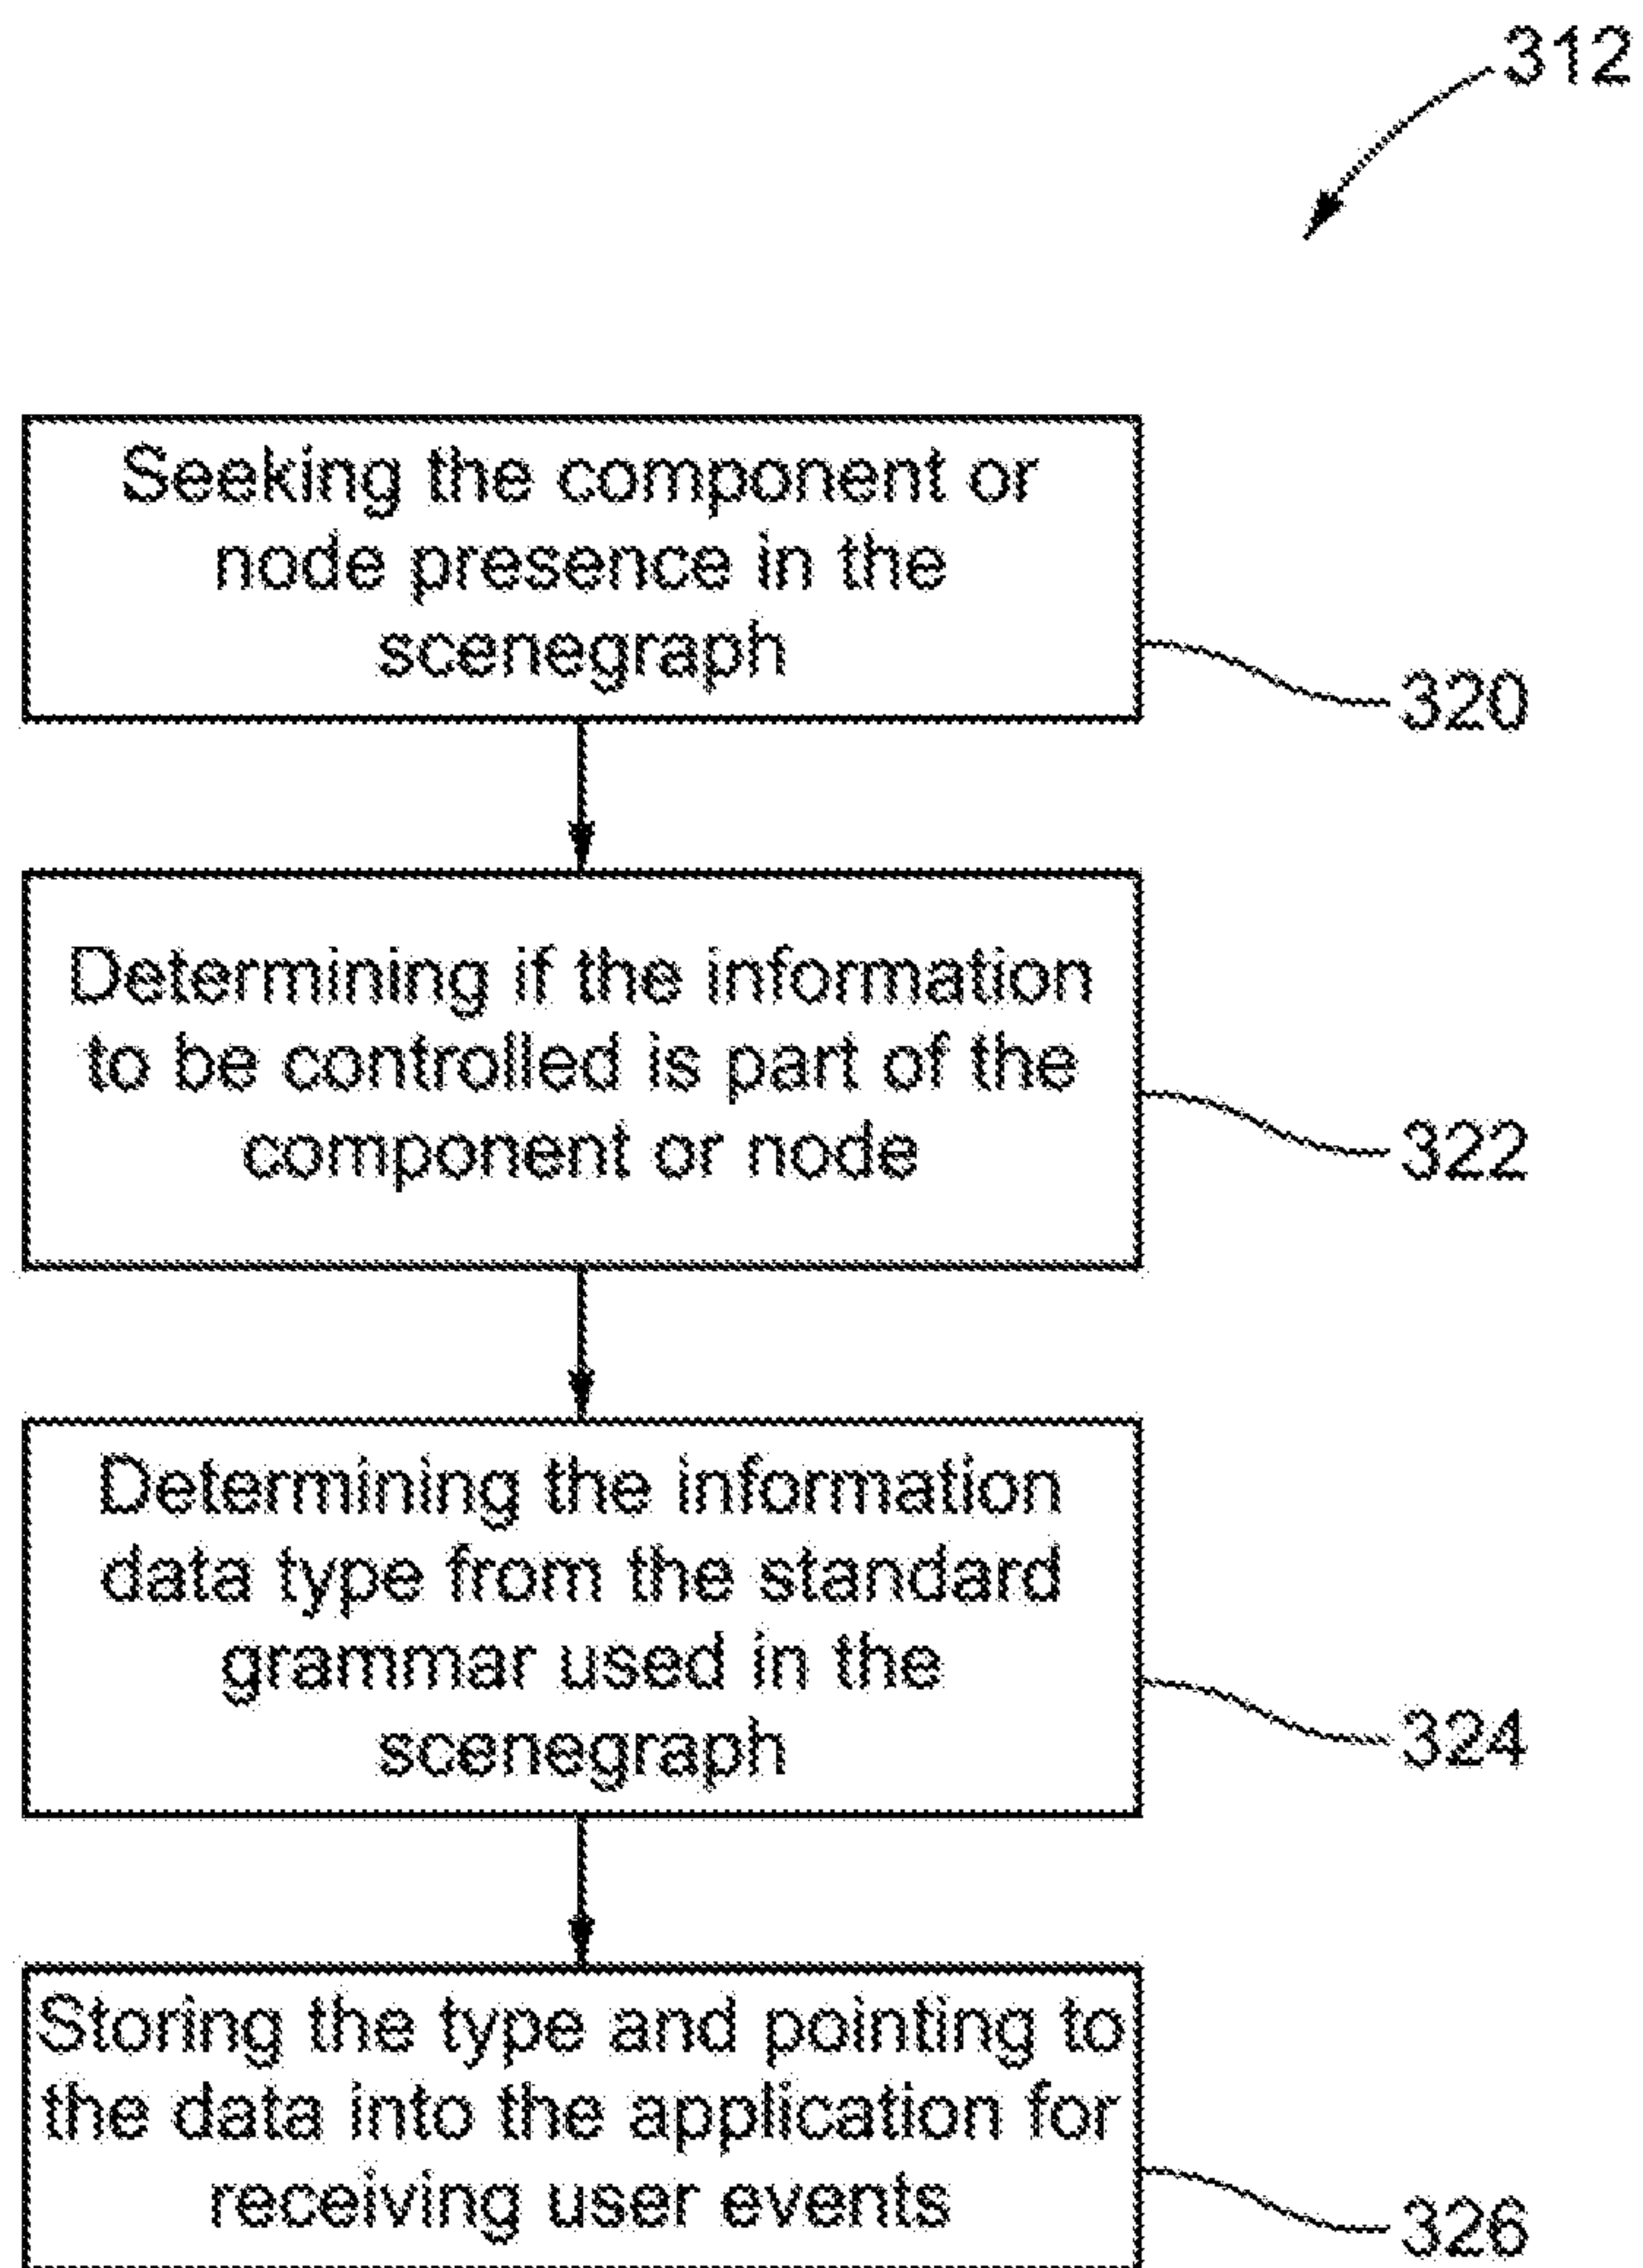 312
Seeking the component or
node presence in the
scenegraph
320
Determining if the information
to be controlled is part of the
component or node
322
Determining the information
data type from the standard
grammar used in the
scenegraph
324
Storing the type and pointing to
the data into the application for
receiving user events
326